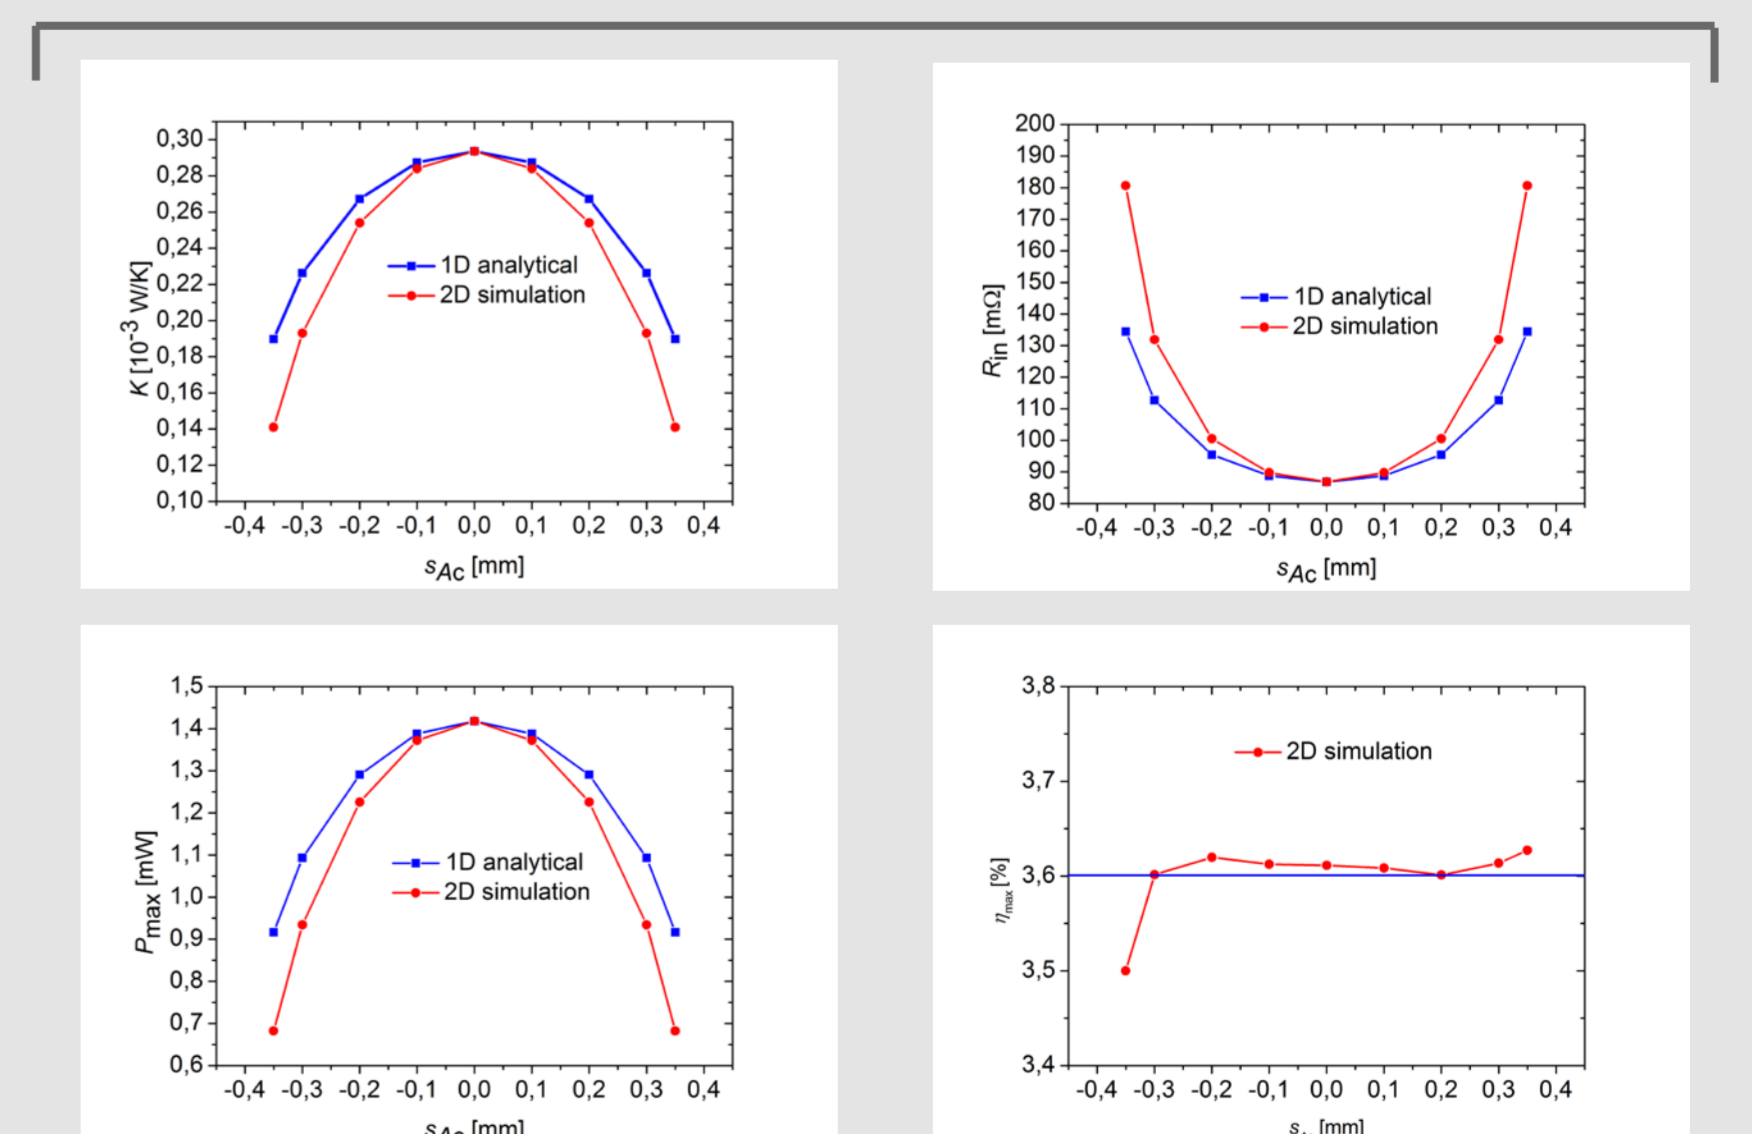 0,30
0,28
0,26
0,24
0,22
0,20
0,18
0,16
0,14
0,12
0,10
K [10-3 W/K]
1D analytical
2D simulation
-0,4 -0,3 -0,2 -0,1 0,0 0,1 0,2 0,3 0,4
sAc [mm]
200
190
180
170
160
150
140
130
120
110
100
90
80
Rin [mΩ]
1D analytical
2D simulation
-0,4 -0,3 -0,2 -0,1 0,0 0,1 0,2 0,3 0,4
sAc [mm]
1,5
1,4
1,3
1,2
1,1
1,0
0,9
0,8
0,7
0,6
Pmax [mW]
1D analytical
2D simulation
-0,4 -0,3 -0,2 -0,1 0,0 0,1 0,2 0,3 0,4
sAc [mm]
3,8
3,7
3,6
3,5
3,4
ηmax [%]
2D simulation
-0,4 -0,3 -0,2 -0,1 0,0 0,1 0,2 0,3 0,4
s [mm]